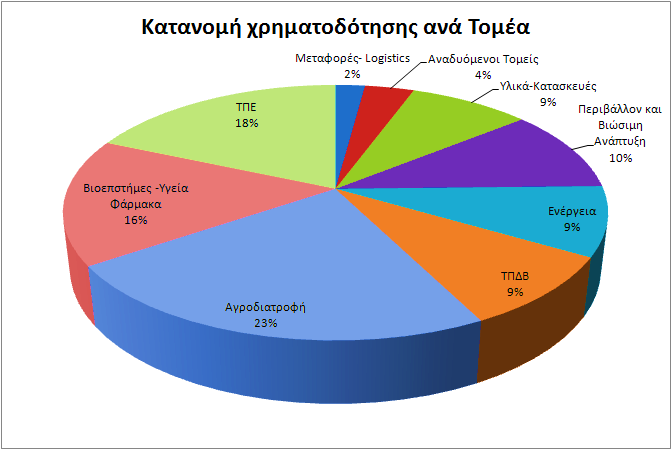 Κατανομή χρηματοδότησης ανά Τομέα
Μεταφορές- Logistics
2%
Αναδυόμενοι Τομείς
4%
Υλικά-Κατασκευές
9%
Περιβάλλον και
Βιώσιμη
Ανάπτυξη
10%
Ενέργεια
9%
ΤΠΔΒ
9%
Αγροδιατροφή
23%
Βιοεπστήμες -Υγεία
Φάρμακα
16%
ΤΠΕ
18%